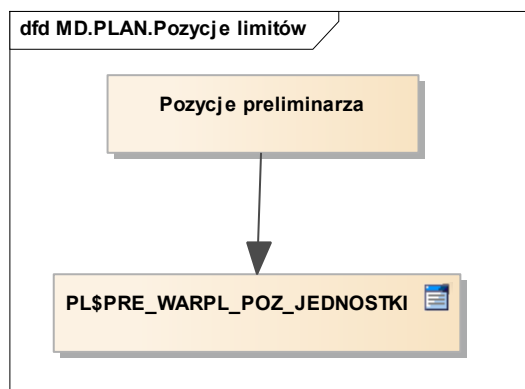 dfd MD.PLAN.Pozycje limitów
Pozycje preliminarza
PL$PRE_WARPL_POZ_JEDNOSTKI